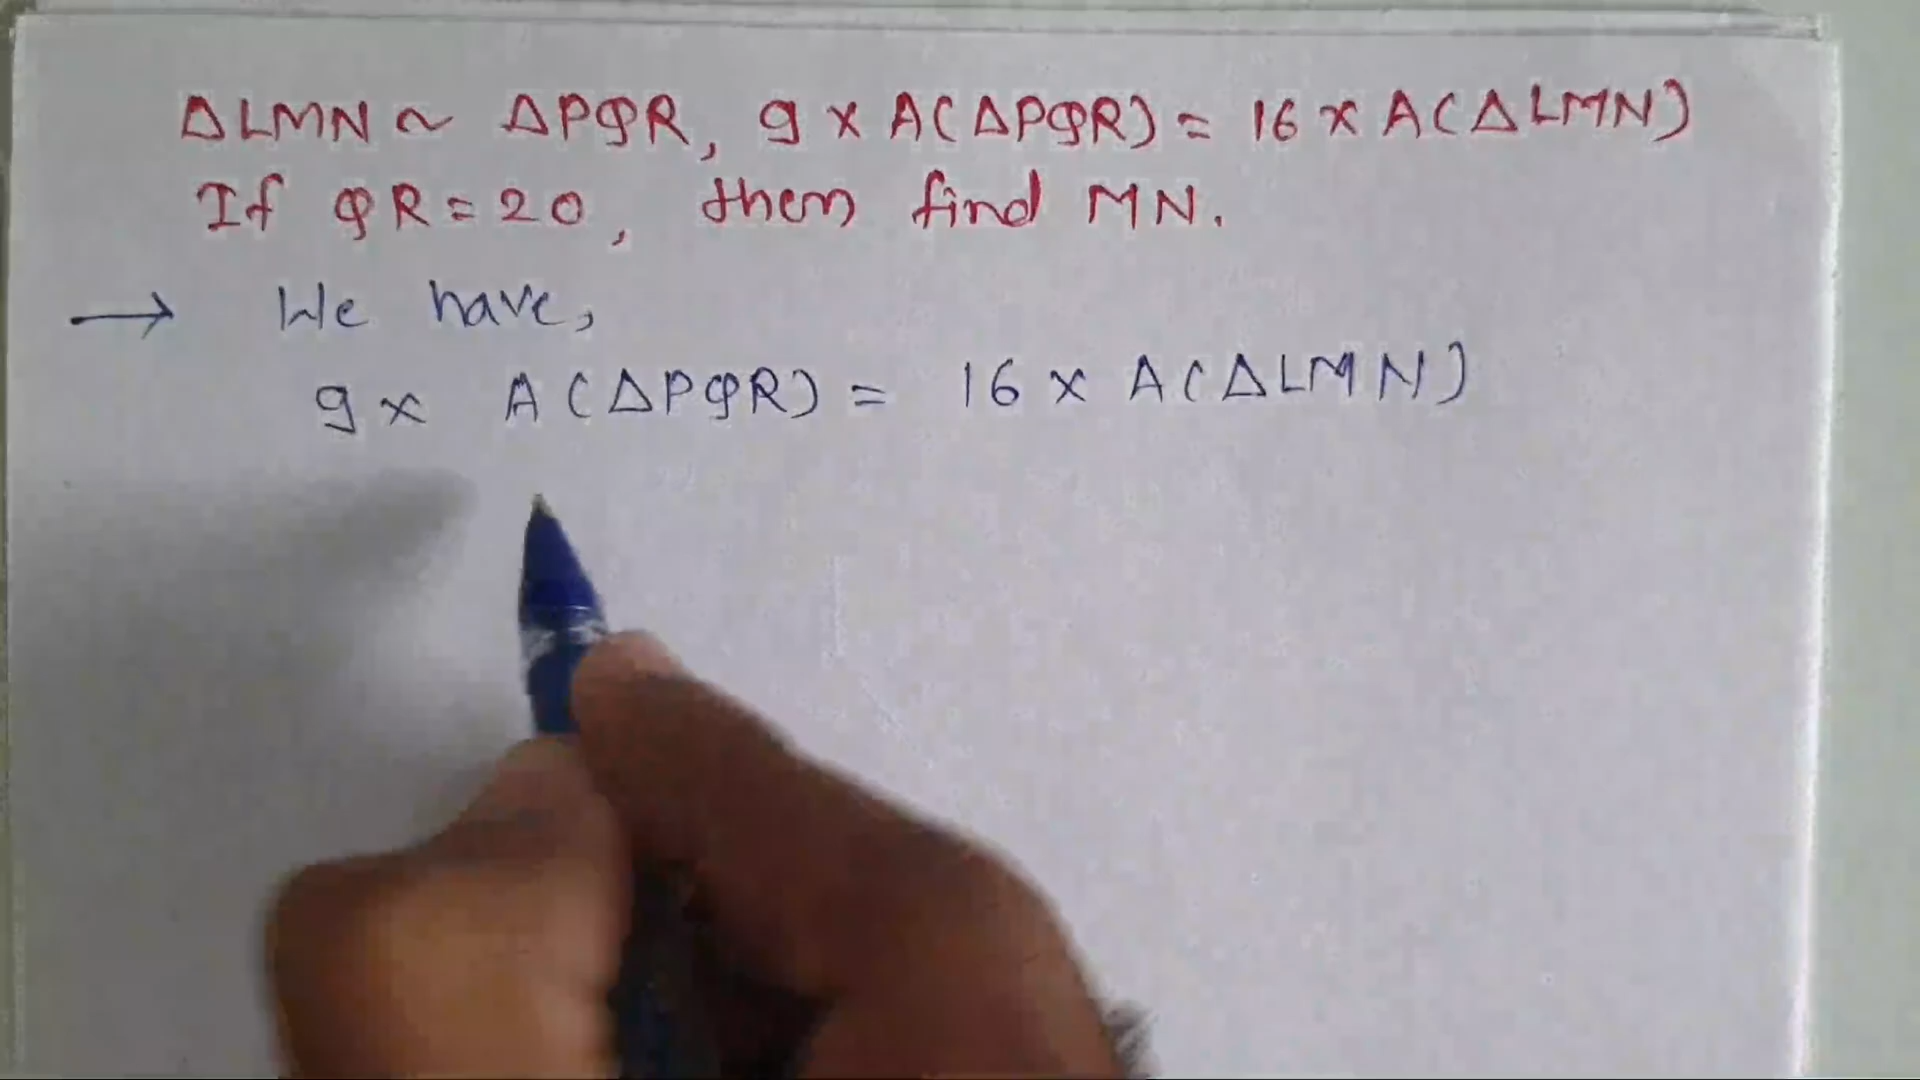 ΔLMN ~ ΔPQR, 9 x A(ΔPQR) = 16 x A(ΔLMN)
If QR = 20, then find MN.
→ We have,
9 x A(ΔPQR) = 16 x A(ΔLMN)